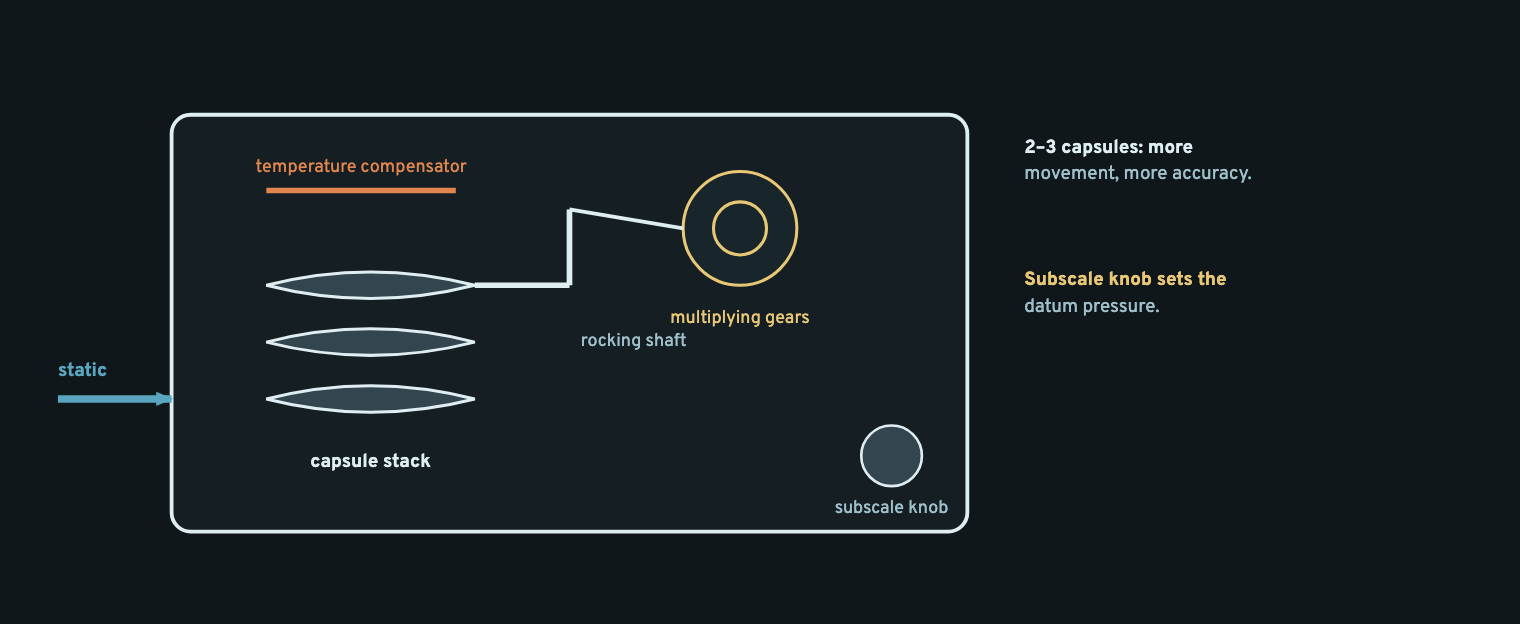 temperature compensator
multiplying gears
rocking shaft
static
capsule stack
subscale knob
2–3 capsules: more
movement, more accuracy.
Subscale knob sets the
datum pressure.